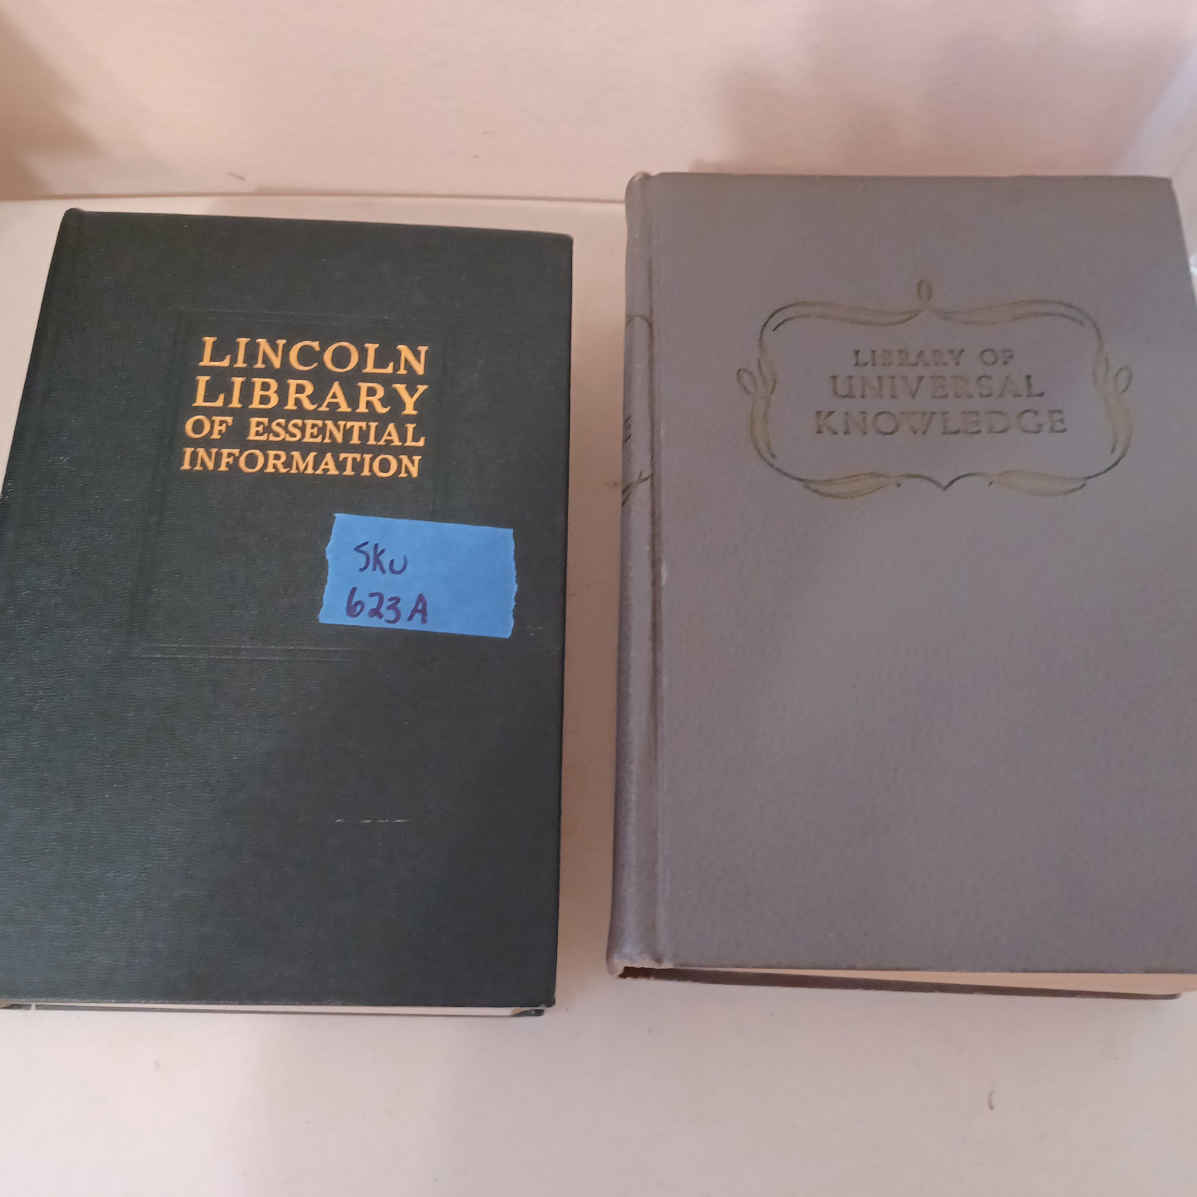 LINCOLN
LIBRARY
OF ESSENTIAL
INFORMATION
SKU
623A
LIBRARY OF
UNIVERSAL
KNOWLEDGE